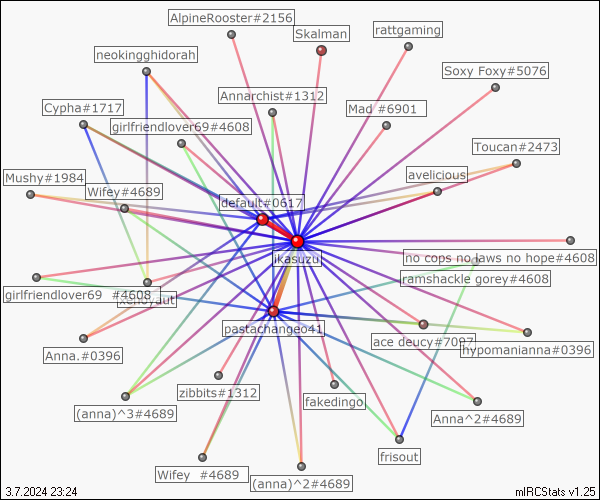 AlpineRooster#2156
Skalman
rattgaming
neokingghidorah
Soxy Foxy#5076
Annarchist#1312
Cypha#1717
Mad #6901
girlfriendlover69#4608
Toucan#2473
Mushy#1984
avelicious
Wifey#4689
default#0617
ikasuzu
no cops no laws no hope#4608
ramshackle gorey#4608
girlfriendlover69 #4608
pastachangeo41
ace deucy#7097
hypomanianna#0396
Anna.#0396
zibbits#1312
fakedingo
(anna)^3#4689
Anna^2#4689
frisout
Wifey #4689
(anna)^2#4689
3.7.2024 23:24
mIRCStats v1.25